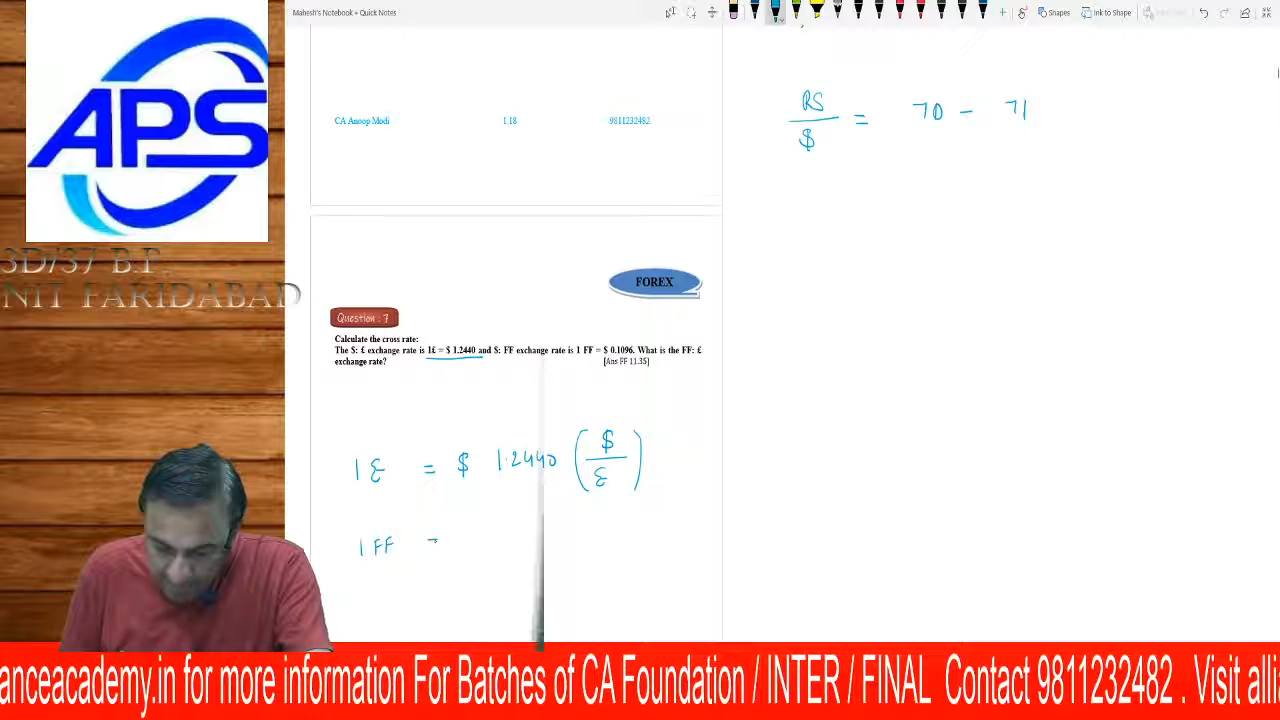 Mahesh's Notebook • Quick Notes
Shapes
Ink to Shape
APS
3D/37 B.P.
NIT FARIDABAD
CA Anoop Modi 1.18 9811232482
RS
$ = 70 - 71
FOREX
Question : 7
Calculate the cross rate:
The $: £ exchange rate is 1£ = $ 1.2440 and $: FF exchange rate is 1 FF = $ 0.1096. What is the FF: £
exchange rate? [Ans FF 11.35]
1 £ = $ 1.2440 ($/£)
1 FF =
anceacademy.in for more information For Batches of CA Foundation / INTER / FINAL Contact 9811232482 . Visit alli